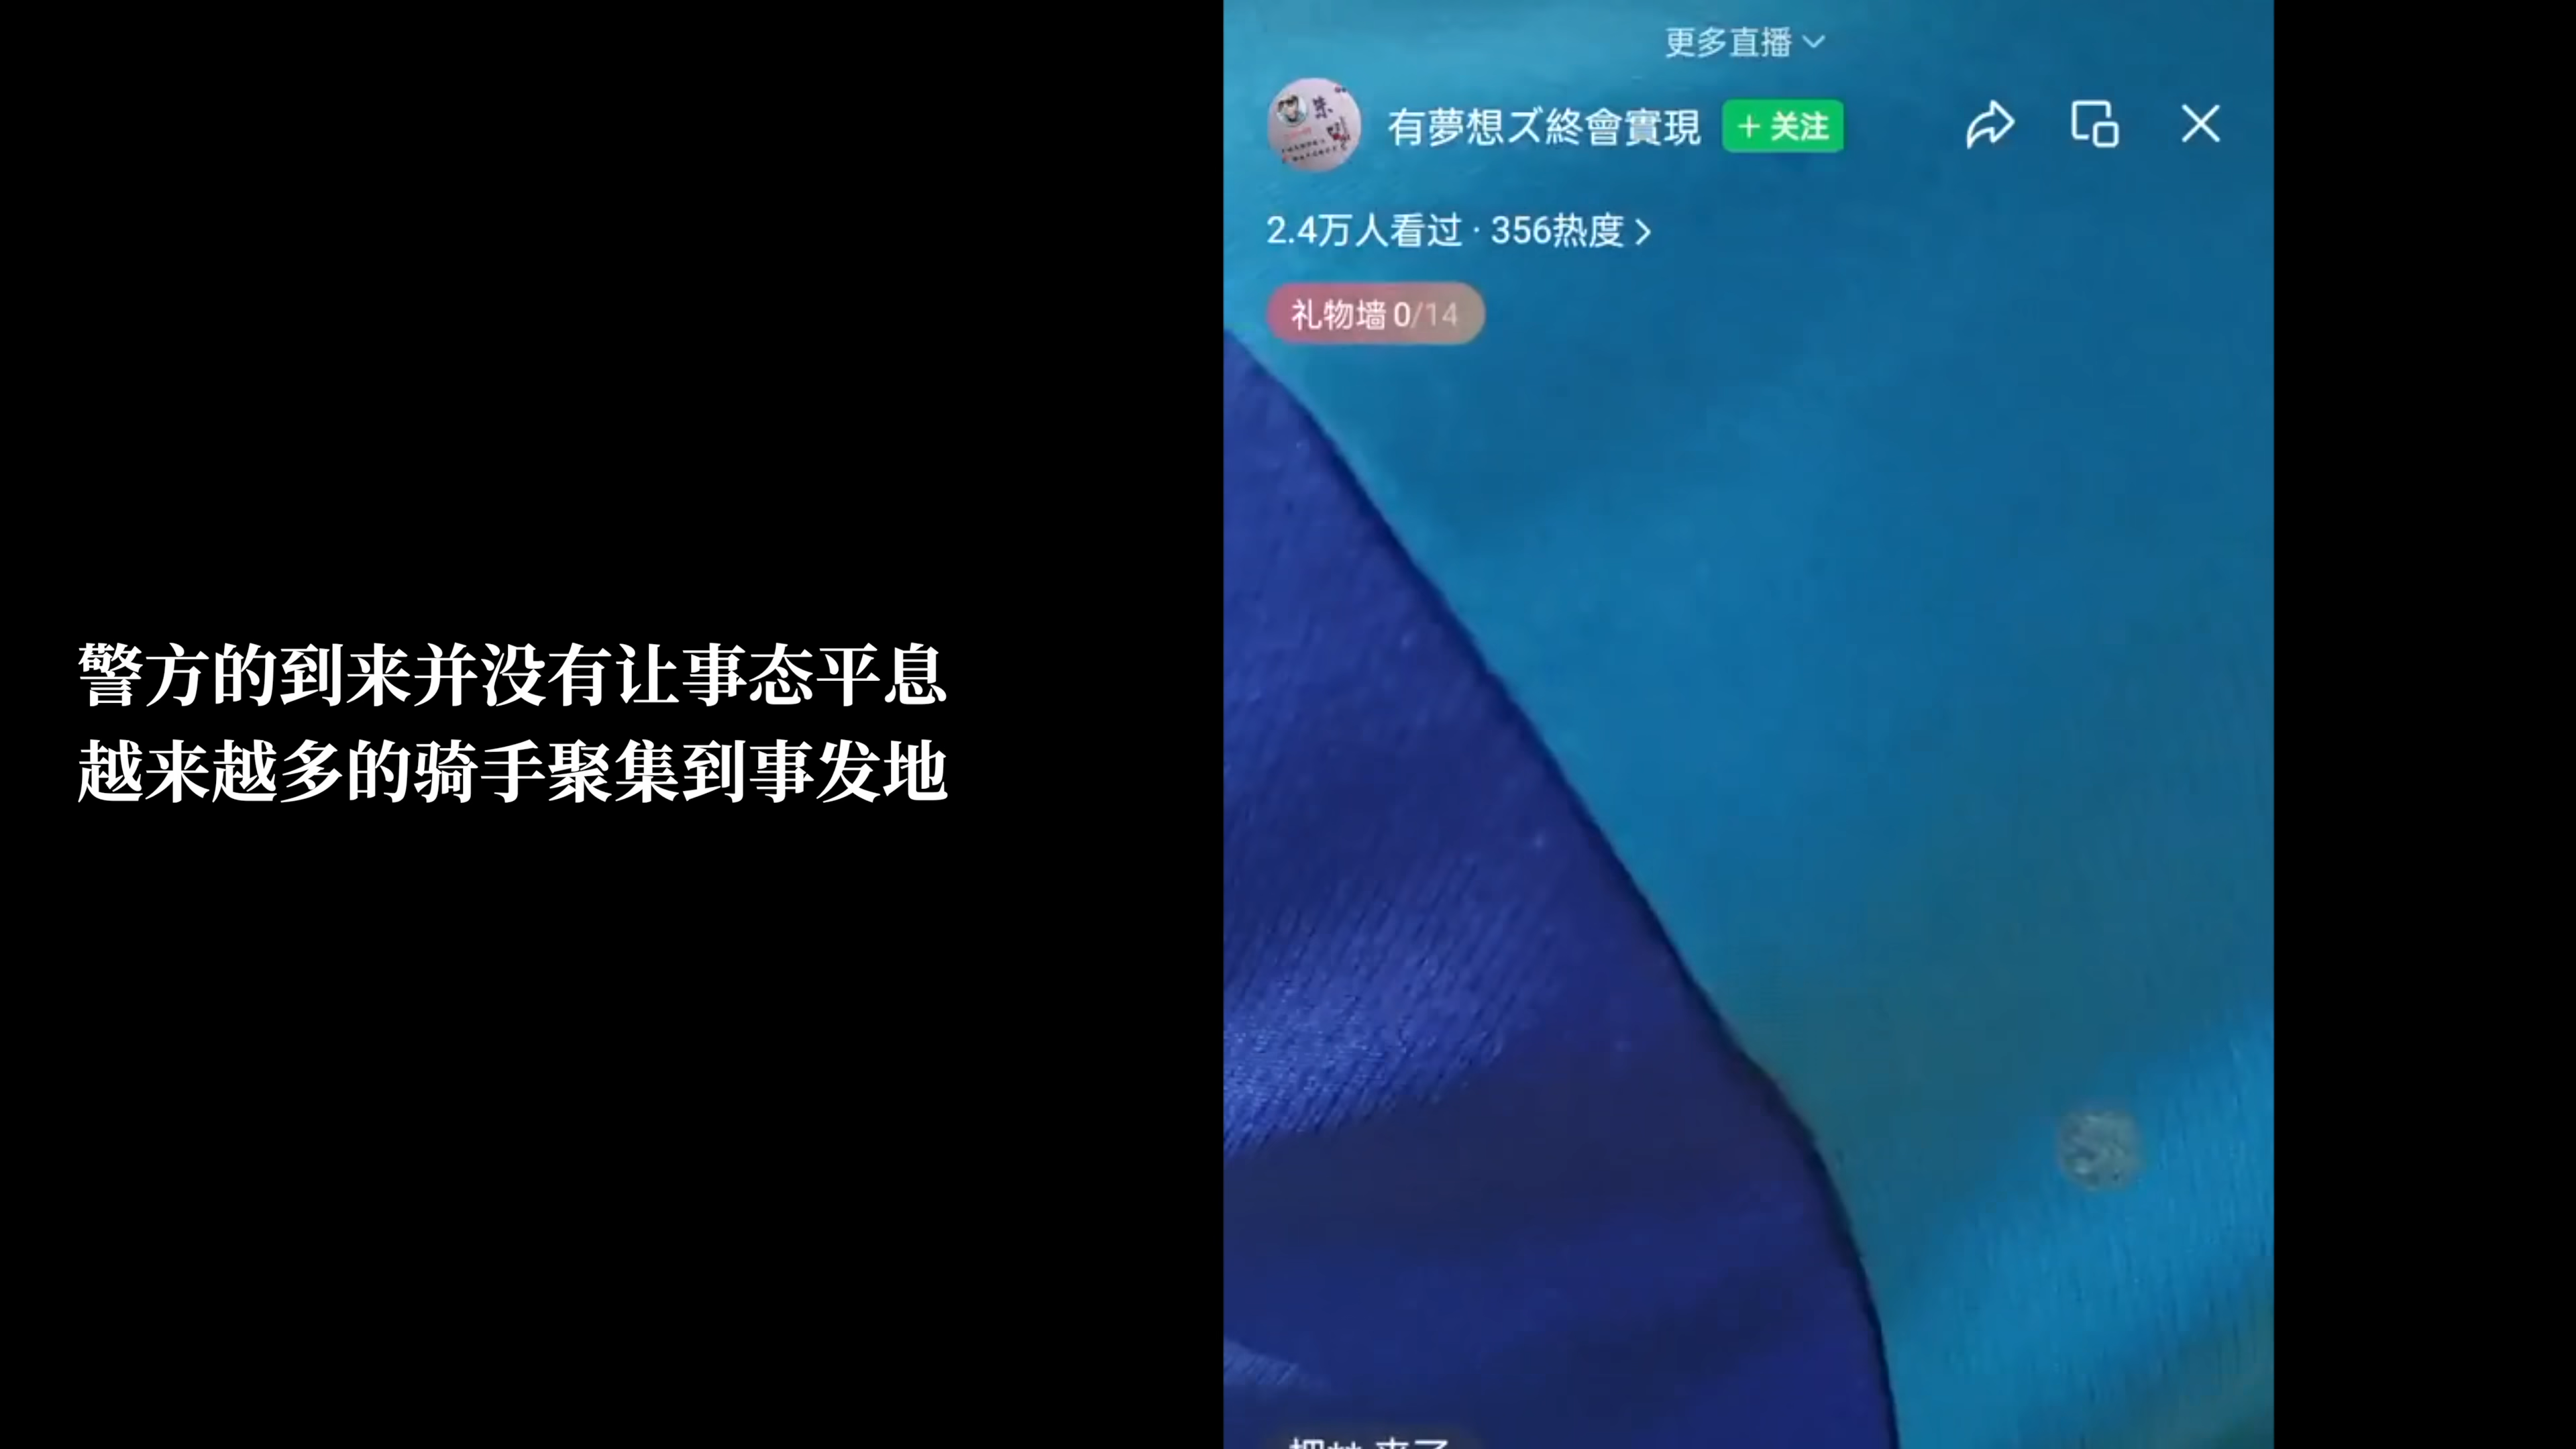 警方的到来并没有让事态平息
越来越多的骑手聚集到事发地
更多直播
有夢想ズ終會實現
+ 关注
2.4万人看过 · 356热度
礼物墙 0/14